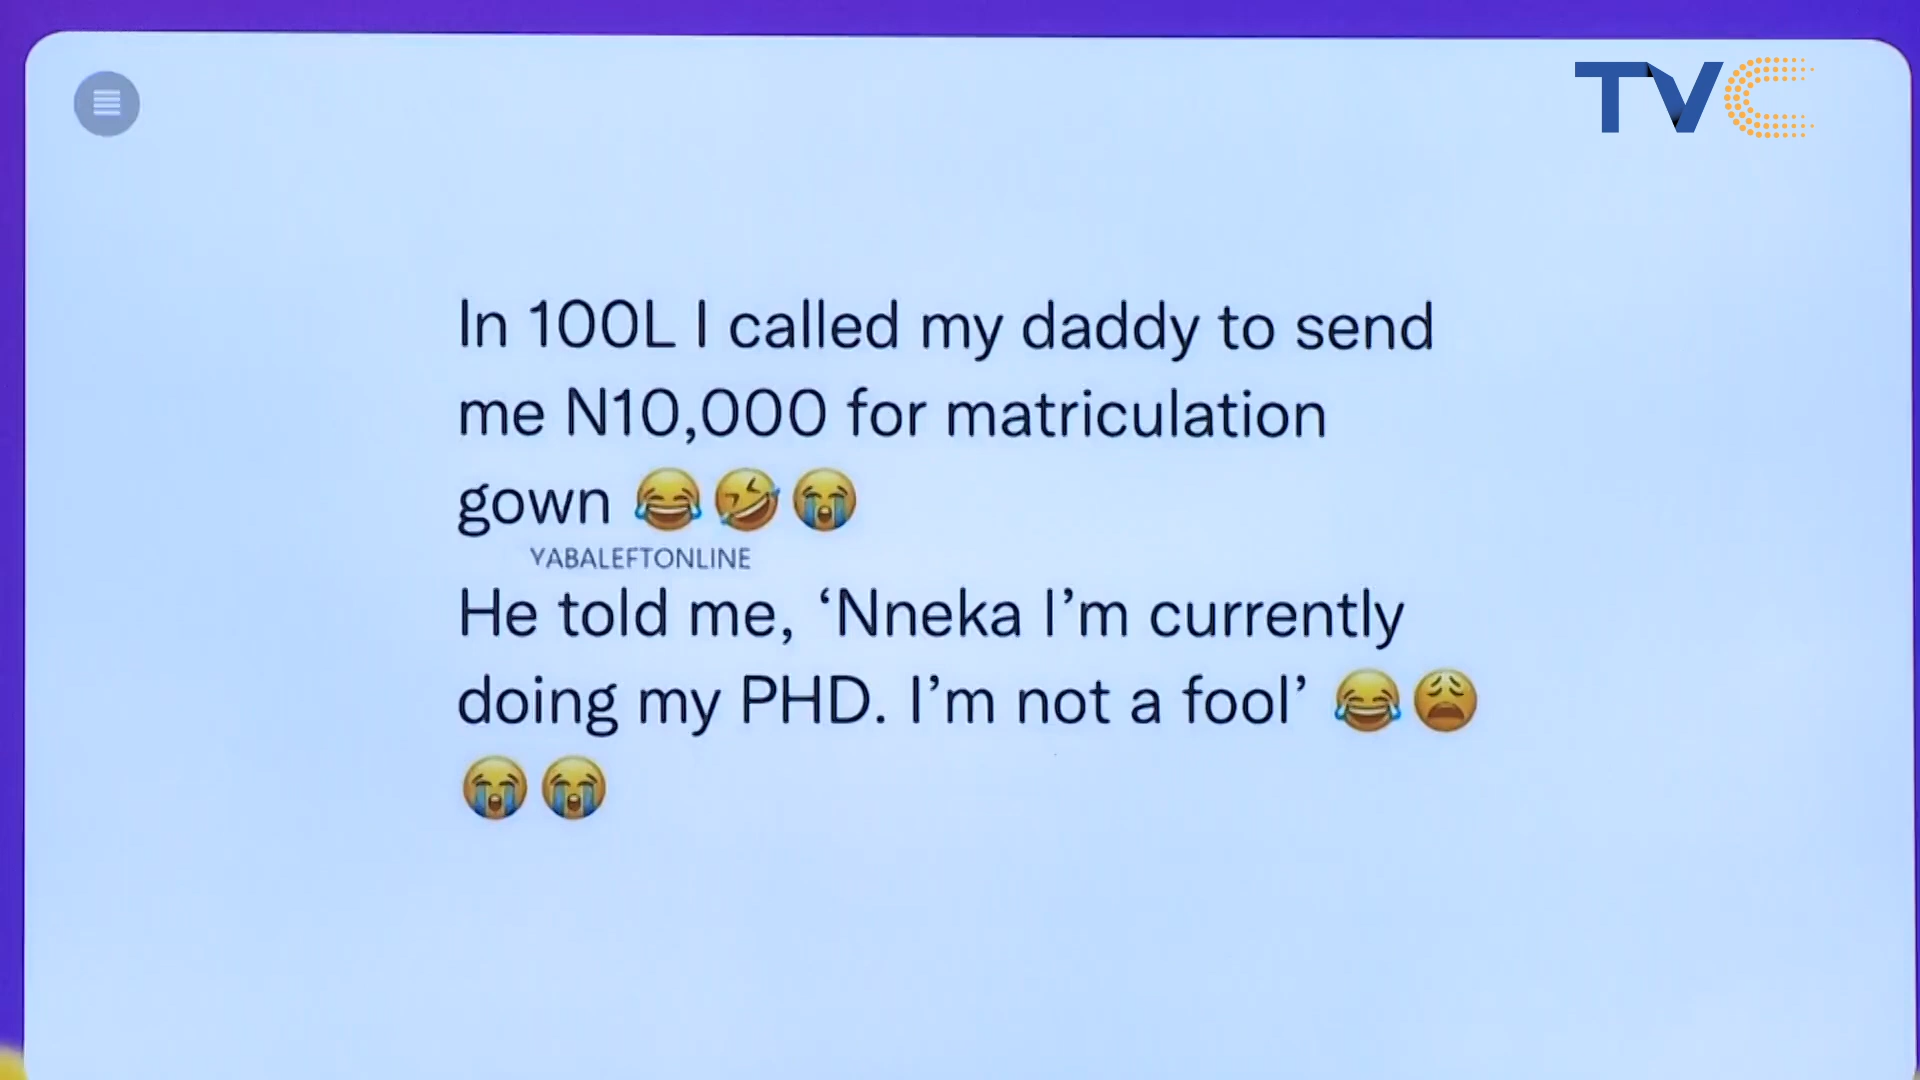 TVC
In 100L I called my daddy to send
me N10,000 for matriculation
gown 😂🤣😭
YABALEFTONLINE
He told me, ‘Nneka I’m currently
doing my PHD. I’m not a fool’ 😂😩
😭😭